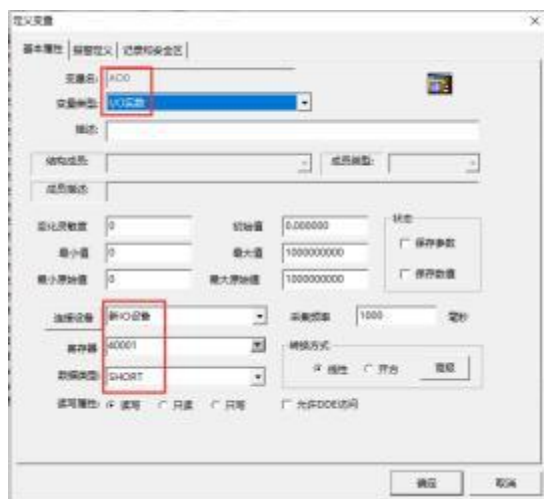 定义变量
基本属性 报警定义 记录和安全区
变量名: AO0
变量类型: I/O实数
描述:
结构成员: 成员类型:
成员描述:
变化灵敏度 0 初始值 0.000000 状态
最小值 0 最大值 1000000000 保存参数
最小原始值 0 最大原始值 1000000000 保存数值
连接设备 新IO设备 采集频率 1000 毫秒
寄存器 40001 转换方式
数据类型: SHORT 线性 开方 高级
读写属性: 读写 只读 只写 允许DDE访问
确定 取消